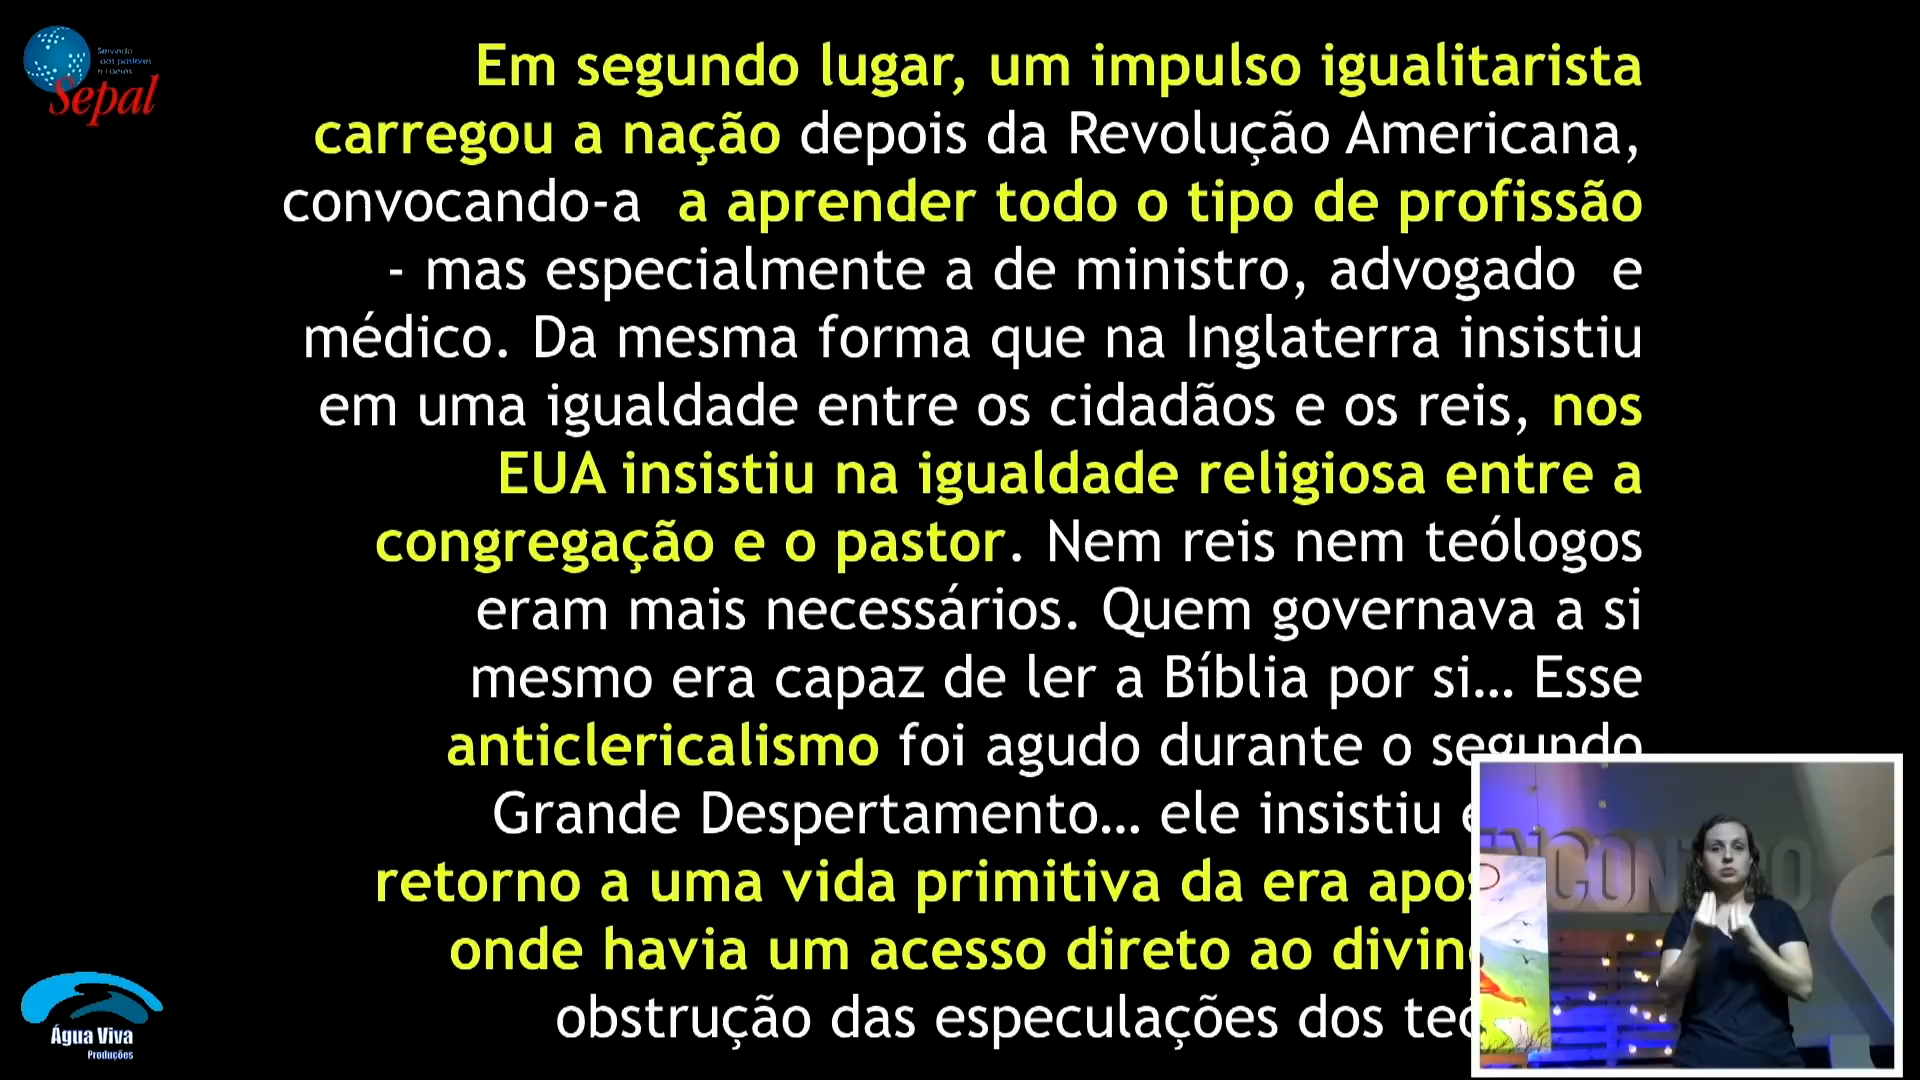 Servindo
aos pastores
e líderes
Sepal
Em segundo lugar, um impulso igualitarista
carregou a nação depois da Revolução Americana,
convocando-a a aprender todo o tipo de profissão
- mas especialmente a de ministro, advogado e
médico. Da mesma forma que na Inglaterra insistiu
em uma igualdade entre os cidadãos e os reis, nos
EUA insistiu na igualdade religiosa entre a
congregação e o pastor. Nem reis nem teólogos
eram mais necessários. Quem governava a si
mesmo era capaz de ler a Bíblia por si... Esse
anticlericalismo foi agudo durante o segundo
Grande Despertamento... ele insistiu
retorno a uma vida primitiva da era
onde havia um acesso direto ao
obstrução das especulações dos
Água Viva
Produções